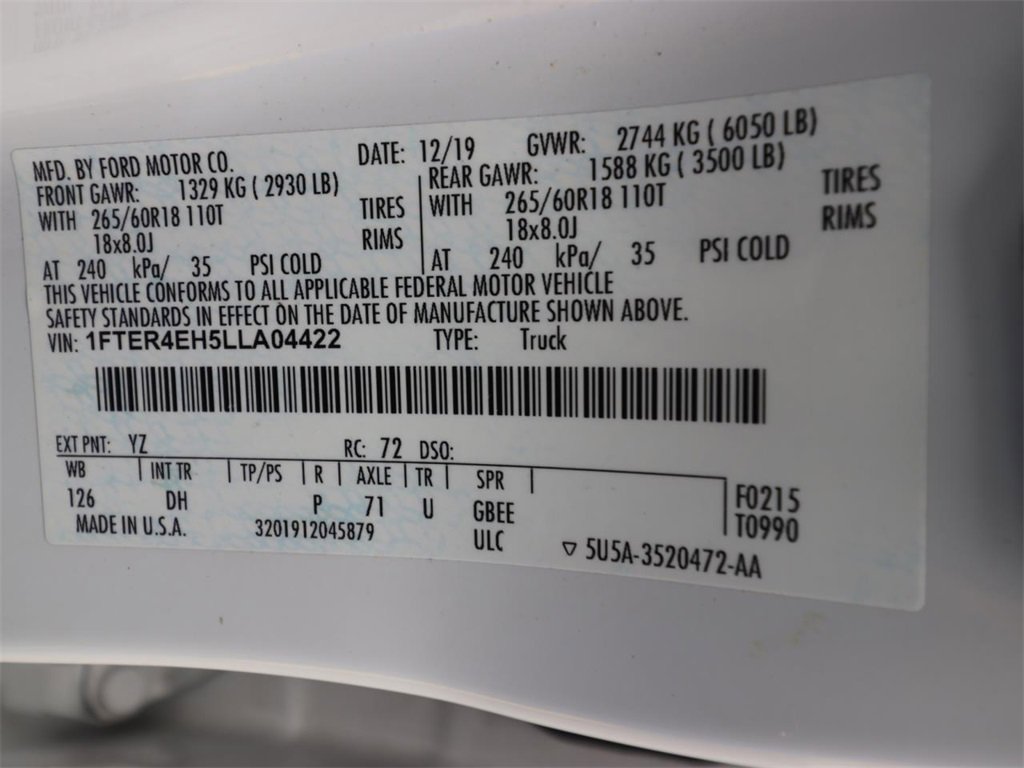 MFD. BY FORD MOTOR CO. DATE: 12/19 GVWR: 2744 KG ( 6050 LB)
FRONT GAWR: 1329 KG ( 2930 LB) REAR GAWR: 1588 KG ( 3500 LB)
WITH 265/60R18 110T TIRES WITH 265/60R18 110T TIRES
18x8.0J RIMS 18x8.0J RIMS
AT 240 kPa/ 35 PSI COLD AT 240 kPa/ 35 PSI COLD
THIS VEHICLE CONFORMS TO ALL APPLICABLE FEDERAL MOTOR VEHICLE
SAFETY STANDARDS IN EFFECT ON THE DATE OF MANUFACTURE SHOWN ABOVE.
VIN: 1FTER4EH5LLA04422 TYPE: Truck
EXT PNT: YZ RC: 72 DSO:
WB INT TR TP/PS R AXLE TR SPR
126 DH P 71 U GBEE F0215
MADE IN U.S.A. 3201912045879 ULC T0990
▽ 5U5A-3520472-AA